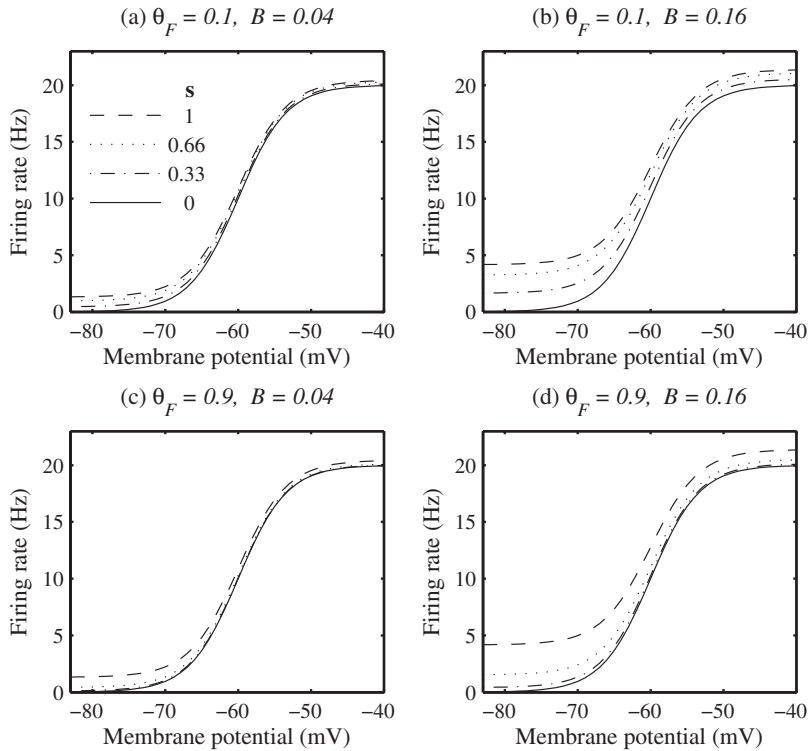 (a) θ_F = 0.1, B = 0.04
20
15
10
5
0
Firing rate (Hz)
s
1
0.66
0.33
0
−80 −70 −60 −50 −40
Membrane potential (mV)
(b) θ_F = 0.1, B = 0.16
20
15
10
5
0
Firing rate (Hz)
−80 −70 −60 −50 −40
Membrane potential (mV)
(c) θ_F = 0.9, B = 0.04
20
15
10
5
0
Firing rate (Hz)
−80 −70 −60 −50 −40
Membrane potential (mV)
(d) θ_F = 0.9, B = 0.16
20
15
10
5
0
Firing rate (Hz)
−80 −70 −60 −50 −40
Membrane potential (mV)